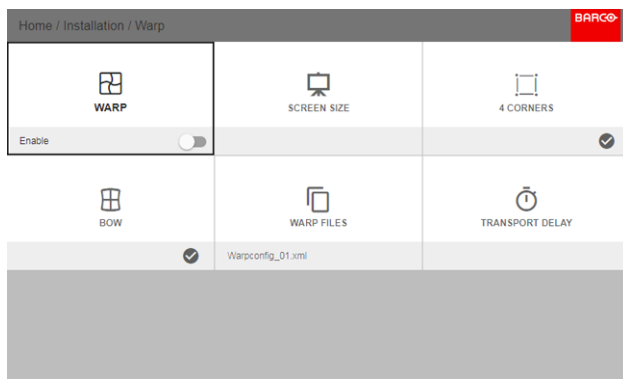 Home / Installation / Warp
BARCO
WARP
SCREEN SIZE
4 CORNERS
Enable
BOW
WARP FILES
TRANSPORT DELAY
Warpconfig_01.xml